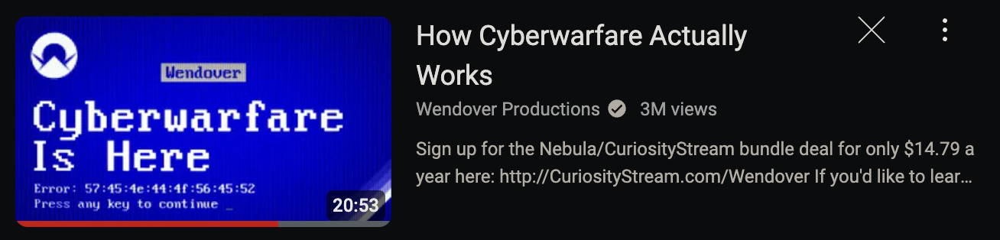 Wendover
Cyberwarfare
Is Here
Error: 57:45:4e:44:4f:56:45:52
Press any key to continue _
20:53
How Cyberwarfare Actually
Works
Wendover Productions 3M views
Sign up for the Nebula/CuriosityStream bundle deal for only $14.79 a
year here: http://CuriosityStream.com/Wendover If you'd like to lear...